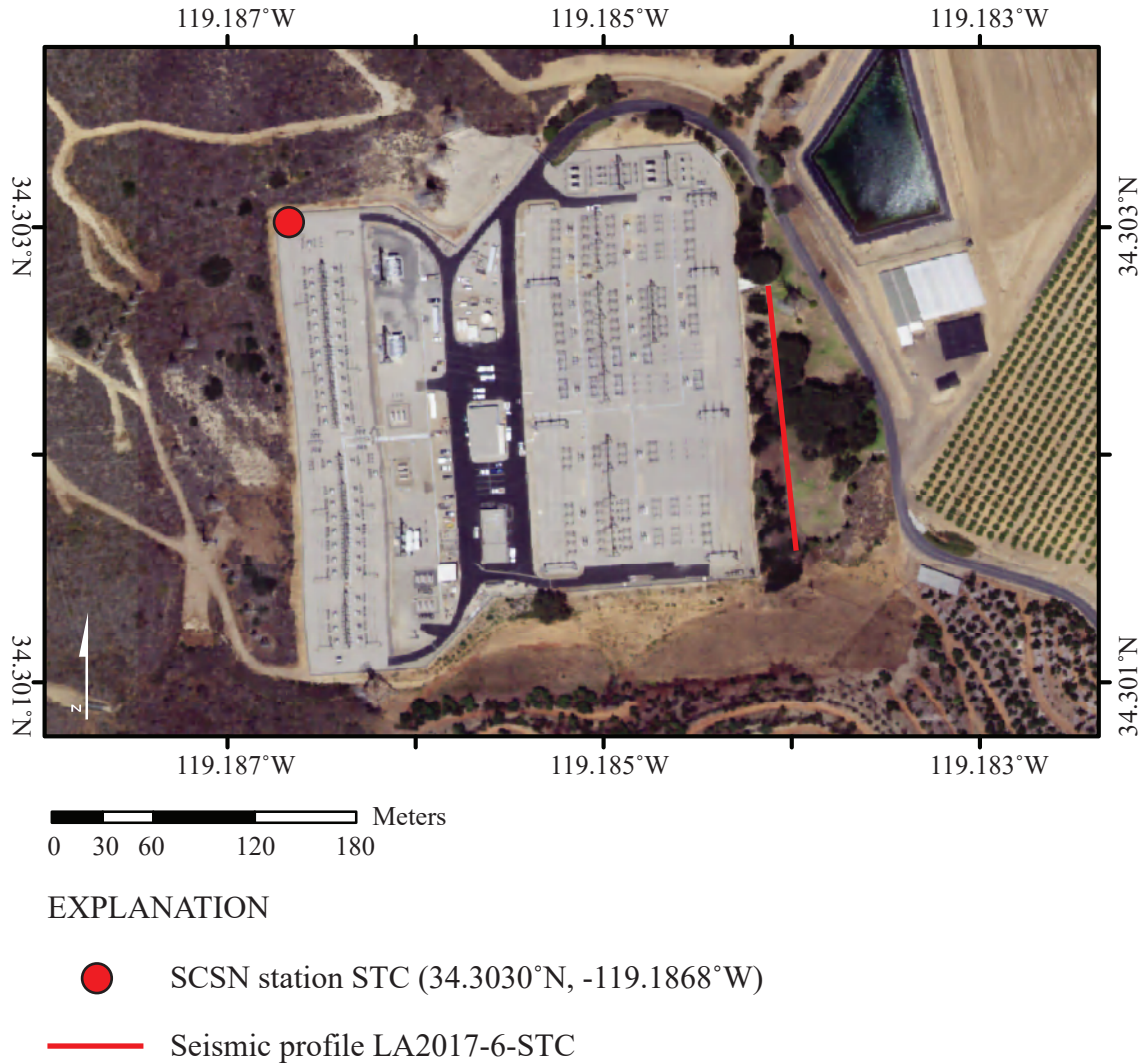 119.187˚W 119.185˚W 119.183˚W
34.303˚N 34.303˚N
34.301˚N 34.301˚N
z
119.187˚W 119.185˚W 119.183˚W
Meters
0 30 60 120 180
EXPLANATION
SCSN station STC (34.3030˚N, -119.1868˚W)
Seismic profile LA2017-6-STC